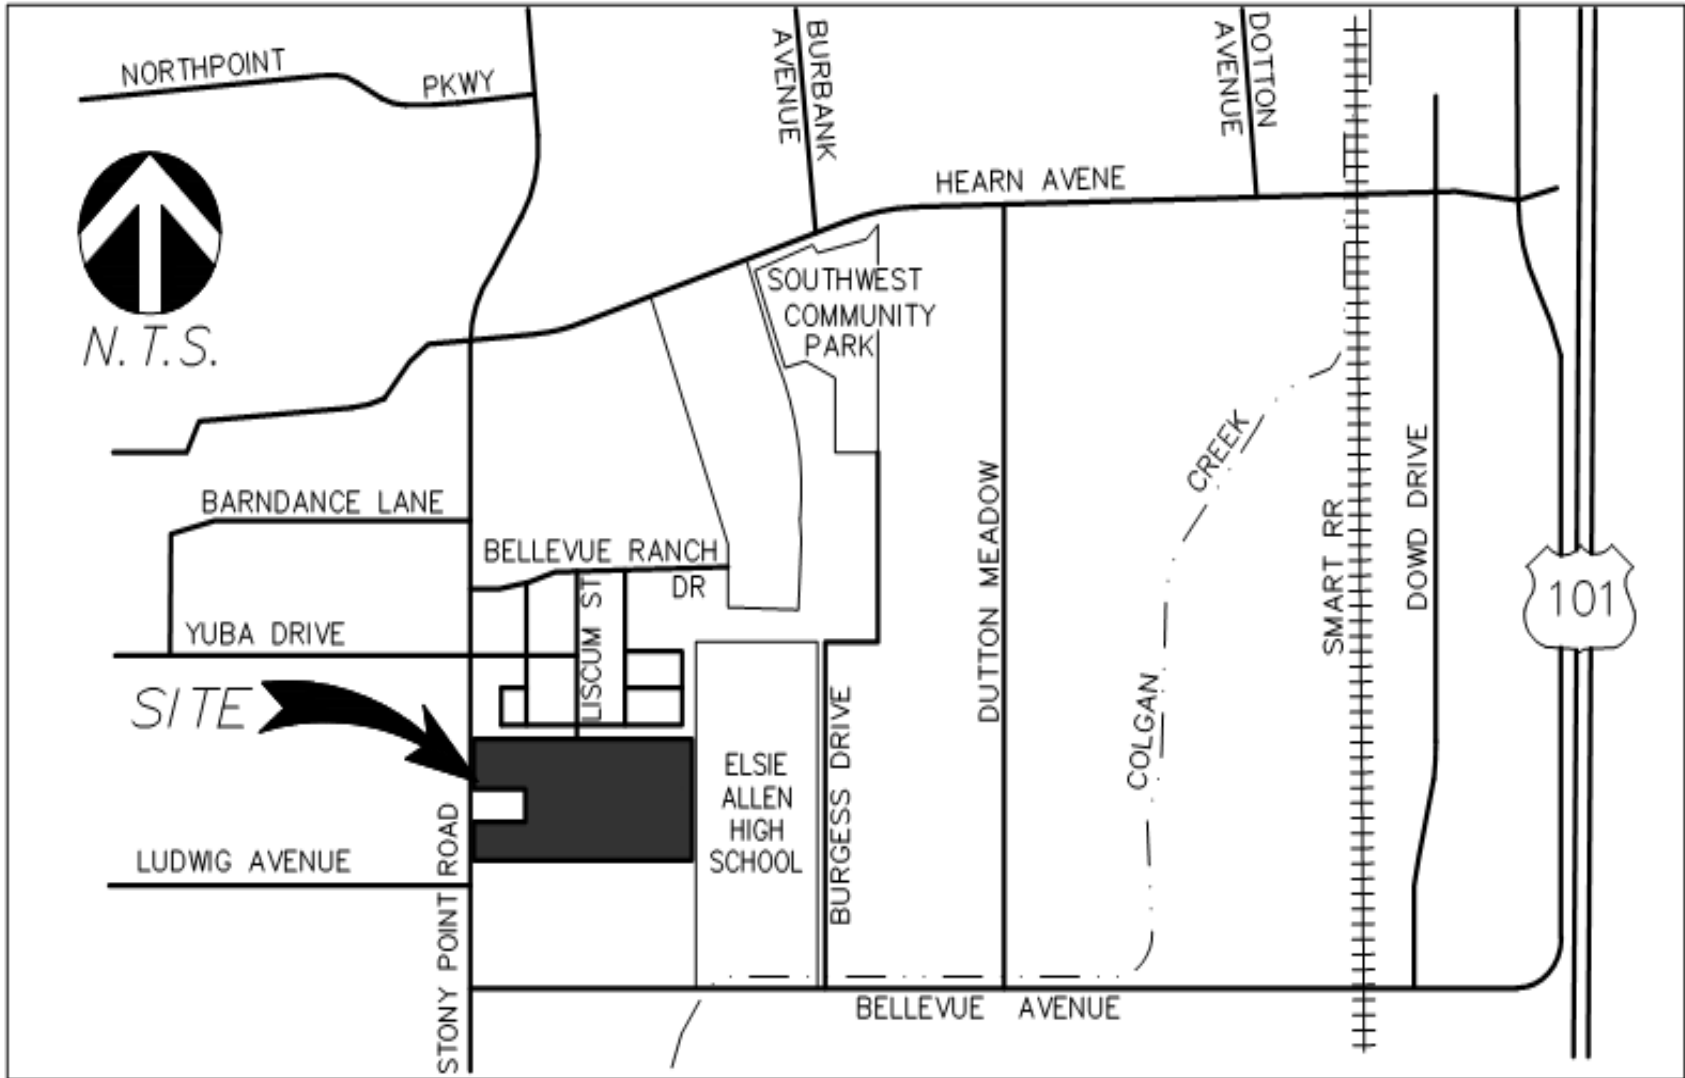 NORTHPOINT PKWY
BURBANK
AVENUE
DOTTON
AVENUE
HEARN AVENE
N.T.S.
SOUTHWEST
COMMUNITY
PARK
BARNDANCE LANE
BELLEVUE RANCH
DR
LISCUM ST
YUBA DRIVE
SITE
CREEK
COLGAN
DUTTON MEADOW
SMART RR
DOWD DRIVE
101
ELSIE
ALLEN
HIGH
SCHOOL
BURGESS DRIVE
LUDWIG AVENUE
STONY POINT ROAD
BELLEVUE AVENUE